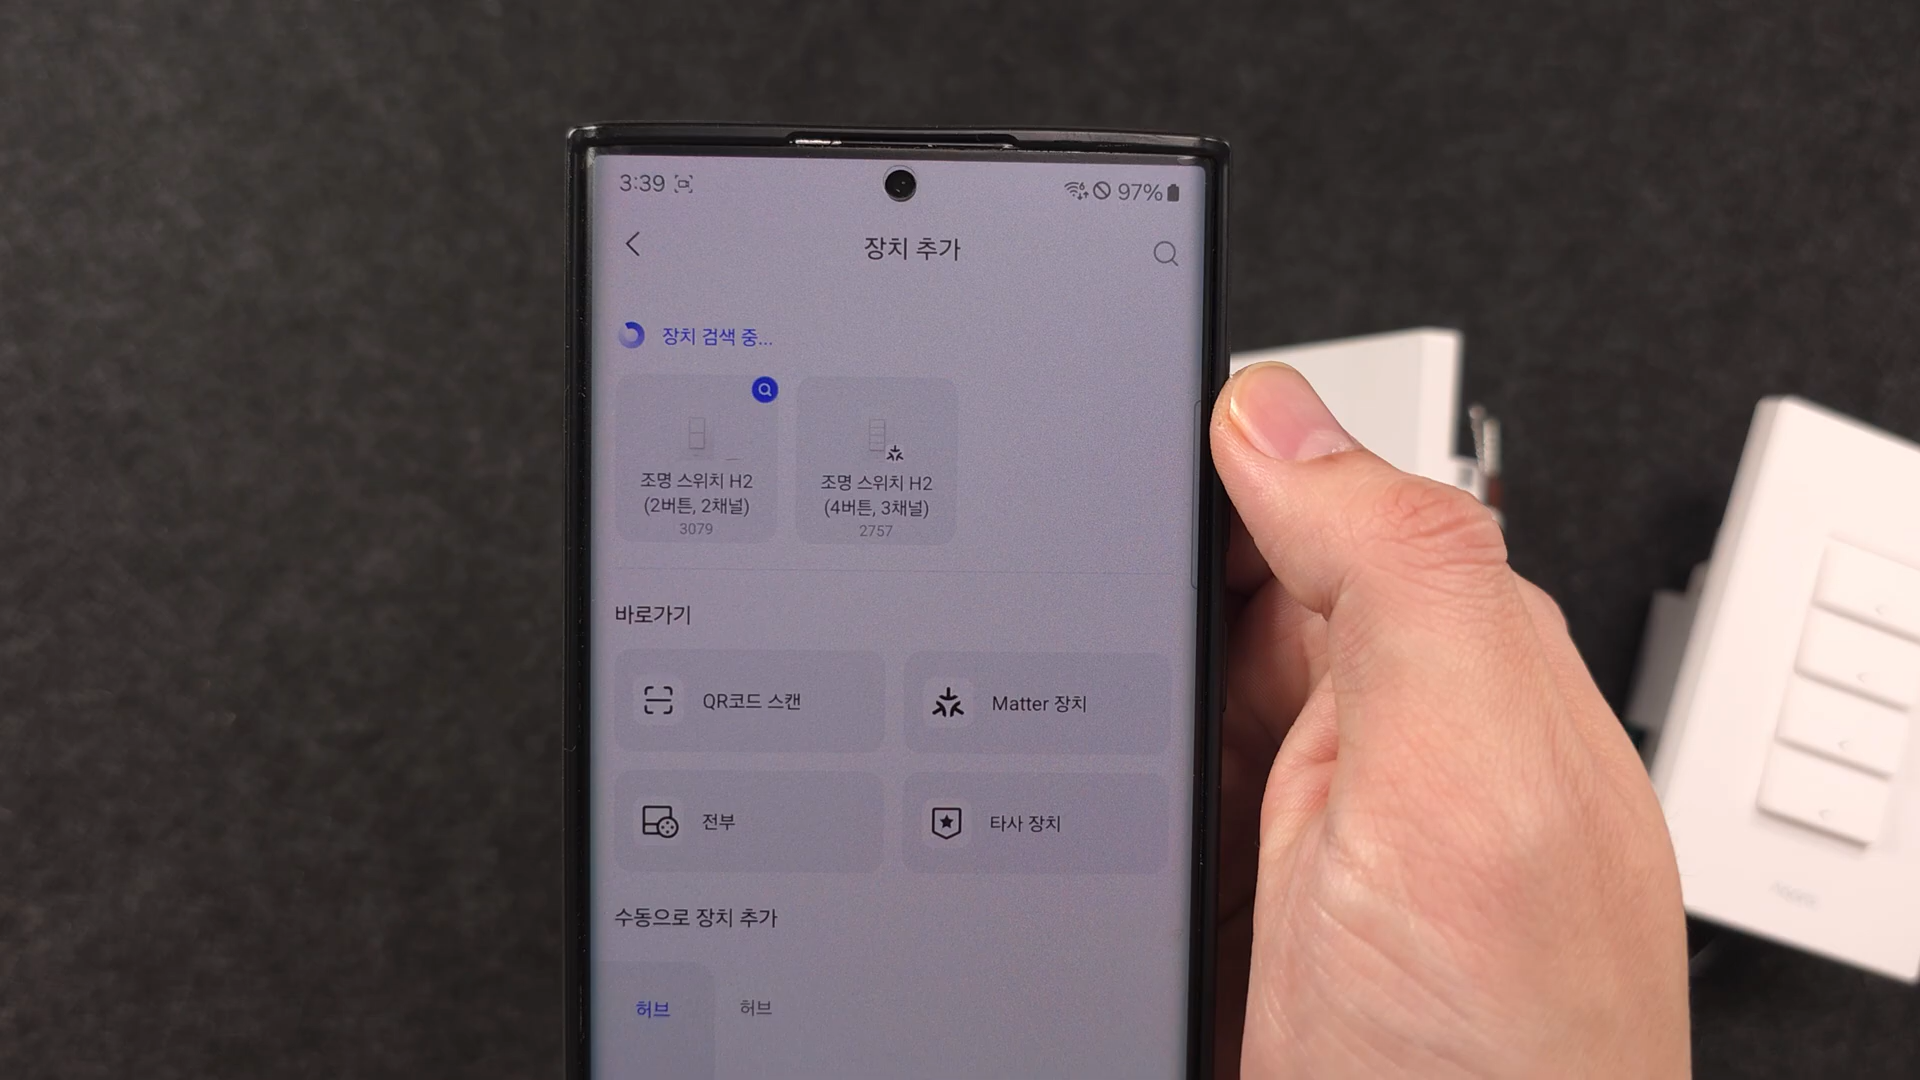 3:39
97%
장치 추가
장치 검색 중...
조명 스위치 H2
(2버튼, 2채널)
3079
조명 스위치 H2
(4버튼, 3채널)
2757
바로가기
QR코드 스캔
Matter 장치
전부
타사 장치
수동으로 장치 추가
허브
허브